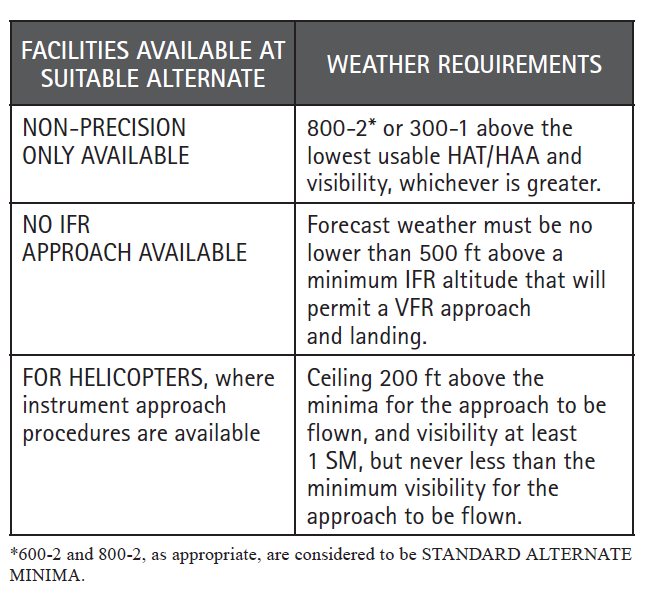 FACILITIES AVAILABLE AT
SUITABLE ALTERNATE
WEATHER REQUIREMENTS
NON-PRECISION
ONLY AVAILABLE
800-2* or 300-1 above the
lowest usable HAT/HAA and
visibility, whichever is greater.
NO IFR
APPROACH AVAILABLE
Forecast weather must be no
lower than 500 ft above a
minimum IFR altitude that will
permit a VFR approach
and landing.
FOR HELICOPTERS, where
instrument approach
procedures are available
Ceiling 200 ft above the
minima for the approach to be
flown, and visibility at least
1 SM, but never less than the
minimum visibility for the
approach to be flown.
*600-2 and 800-2, as appropriate, are considered to be STANDARD ALTERNATE
MINIMA.